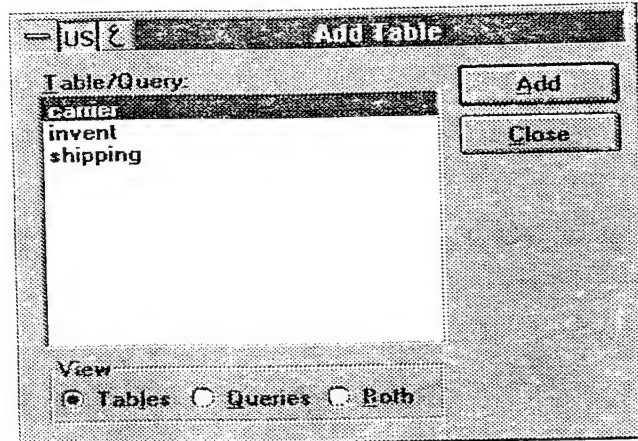 US ع Add Table
Table/Query:
Add
carrier
invent
Close
shipping
View
Tables Queries Both